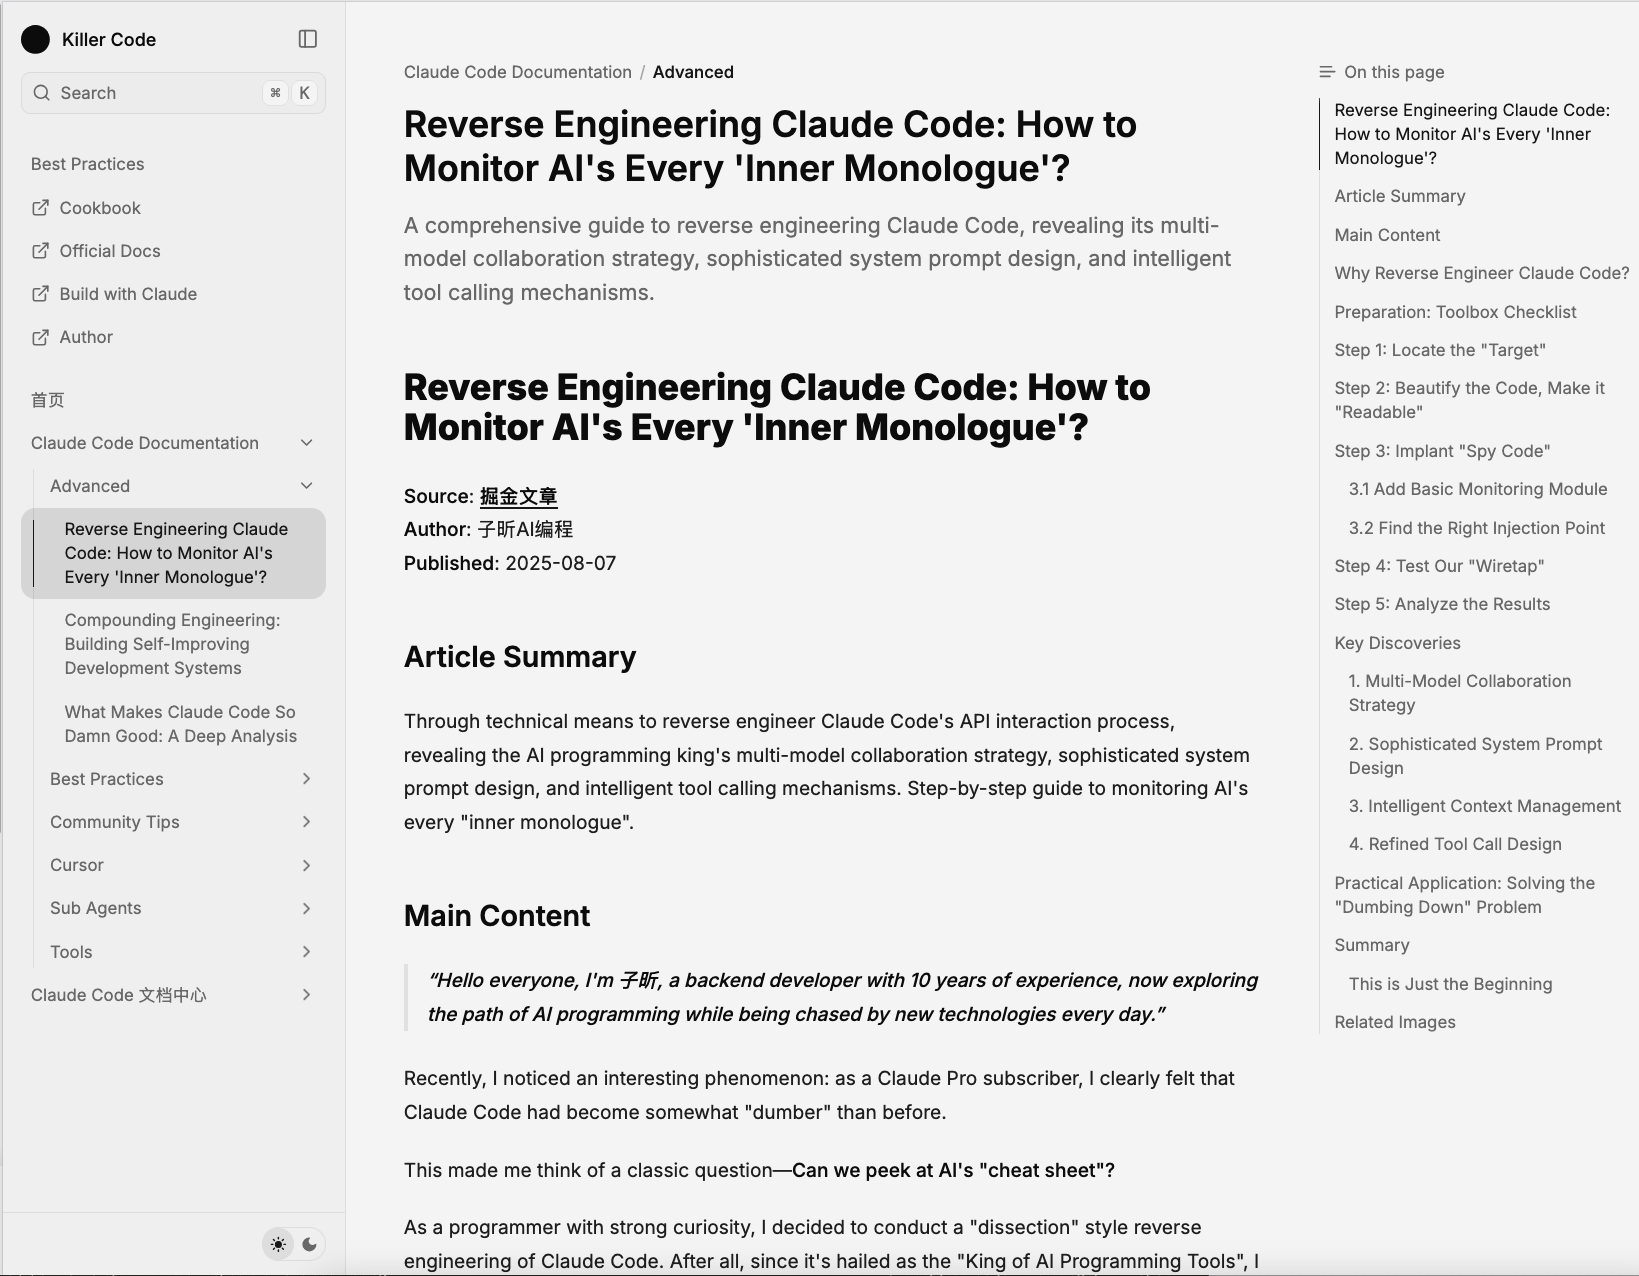 Killer Code
Search
⌘ K
Best Practices
Cookbook
Official Docs
Build with Claude
Author
首页
Claude Code Documentation
Advanced
Reverse Engineering Claude
Code: How to Monitor AI's
Every 'Inner Monologue'?
Compounding Engineering:
Building Self-Improving
Development Systems
What Makes Claude Code So
Damn Good: A Deep Analysis
Best Practices
Community Tips
Cursor
Sub Agents
Tools
Claude Code 文档中心
Claude Code Documentation / Advanced
Reverse Engineering Claude Code: How to
Monitor AI's Every 'Inner Monologue'?
A comprehensive guide to reverse engineering Claude Code, revealing its multi-
model collaboration strategy, sophisticated system prompt design, and intelligent
tool calling mechanisms.
Reverse Engineering Claude Code: How to
Monitor AI's Every 'Inner Monologue'?
Source: 掘金文章
Author: 子昕AI编程
Published: 2025-08-07
Article Summary
Through technical means to reverse engineer Claude Code's API interaction process,
revealing the AI programming king's multi-model collaboration strategy, sophisticated system
prompt design, and intelligent tool calling mechanisms. Step-by-step guide to monitoring AI's
every "inner monologue".
Main Content
“Hello everyone, I'm 子昕, a backend developer with 10 years of experience, now exploring
the path of AI programming while being chased by new technologies every day.”
Recently, I noticed an interesting phenomenon: as a Claude Pro subscriber, I clearly felt that
Claude Code had become somewhat "dumber" than before.
This made me think of a classic question—Can we peek at AI's "cheat sheet"?
As a programmer with strong curiosity, I decided to conduct a "dissection" style reverse
engineering of Claude Code. After all, since it's hailed as the "King of AI Programming Tools", I
On this page
Reverse Engineering Claude Code:
How to Monitor AI's Every 'Inner
Monologue'?
Article Summary
Main Content
Why Reverse Engineer Claude Code?
Preparation: Toolbox Checklist
Step 1: Locate the "Target"
Step 2: Beautify the Code, Make it
"Readable"
Step 3: Implant "Spy Code"
3.1 Add Basic Monitoring Module
3.2 Find the Right Injection Point
Step 4: Test Our "Wiretap"
Step 5: Analyze the Results
Key Discoveries
1. Multi-Model Collaboration
Strategy
2. Sophisticated System Prompt
Design
3. Intelligent Context Management
4. Refined Tool Call Design
Practical Application: Solving the
"Dumbing Down" Problem
Summary
This is Just the Beginning
Related Images